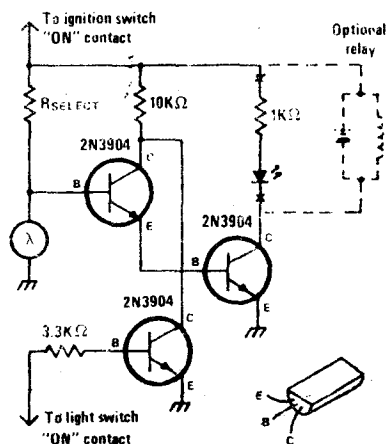 To ignition switch
"ON" contact
Optional
relay
RSELECT
10KΩ
1KΩ
2N3904
C
B
E
λ
2N3904
C
B
E
2N3904
C
B
E
3.3KΩ
To light switch
"ON" contact
E
B
C